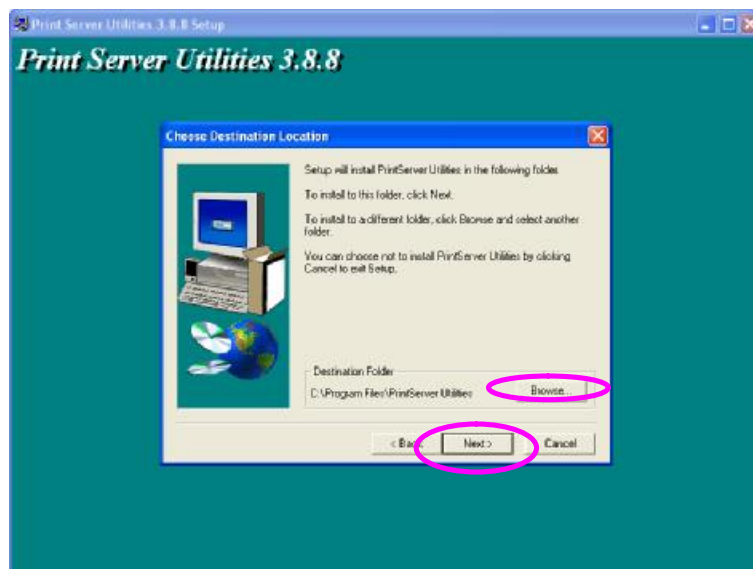 Print Server Utilities 3.8.8 Setup
Print Server Utilities 3.8.8
Choose Destination Location
Setup will install PrintServer Utilities in the following folder.
To install to this folder, click Next.
To install to a different folder, click Browse and select another
folder.
You can choose not to install PrintServer Utilities by clicking
Cancel to exit Setup.
Destination Folder
C:\Program Files\PrintServer Utilities
Browse...
< Back
Next >
Cancel